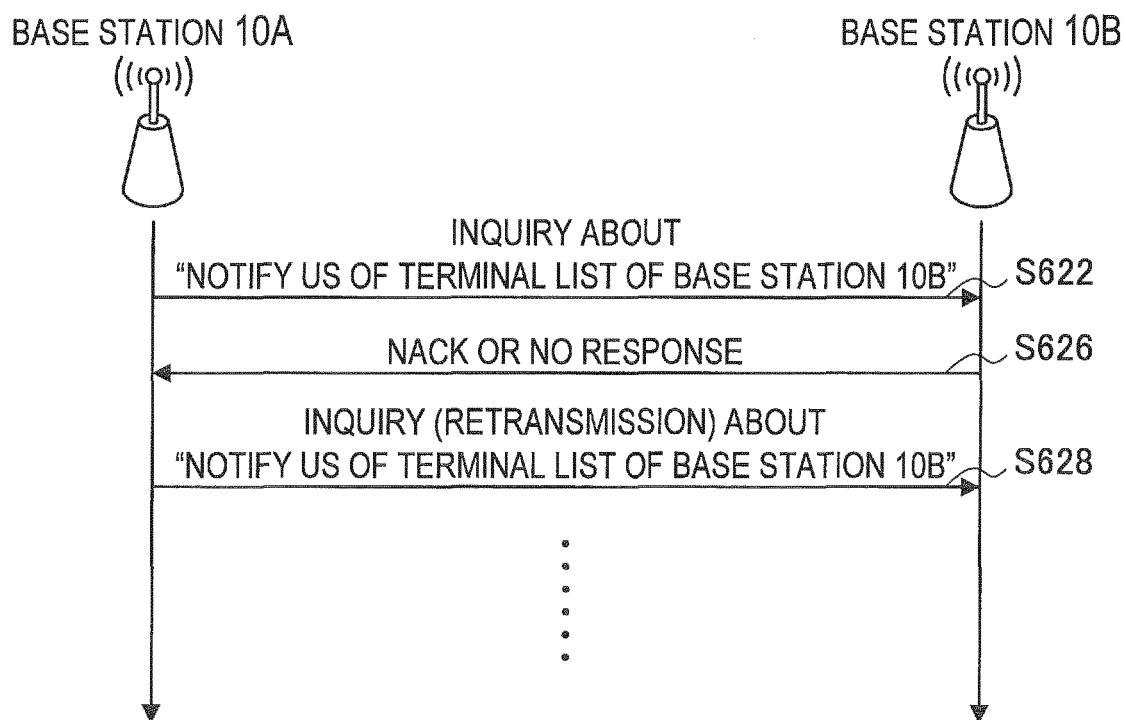 BASE STATION 10A
BASE STATION 10B
INQUIRY ABOUT
“NOTIFY US OF TERMINAL LIST OF BASE STATION 10B”
S622
NACK OR NO RESPONSE
S626
INQUIRY (RETRANSMISSION) ABOUT
“NOTIFY US OF TERMINAL LIST OF BASE STATION 10B”
S628